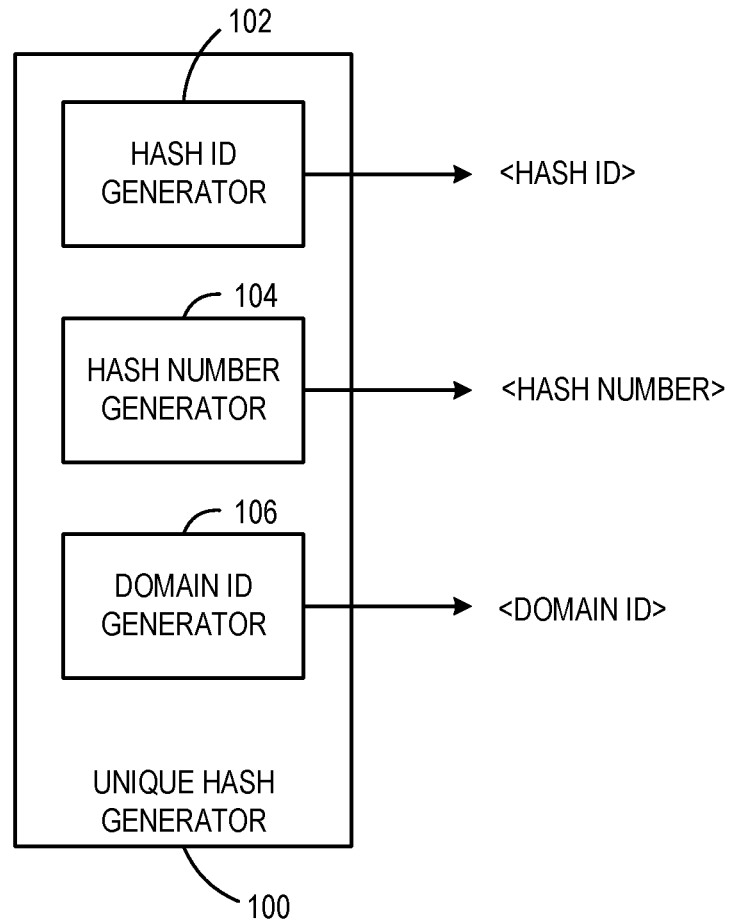 102
HASH ID
GENERATOR
<HASH ID>
104
HASH NUMBER
GENERATOR
<HASH NUMBER>
106
DOMAIN ID
GENERATOR
<DOMAIN ID>
UNIQUE HASH
GENERATOR
100